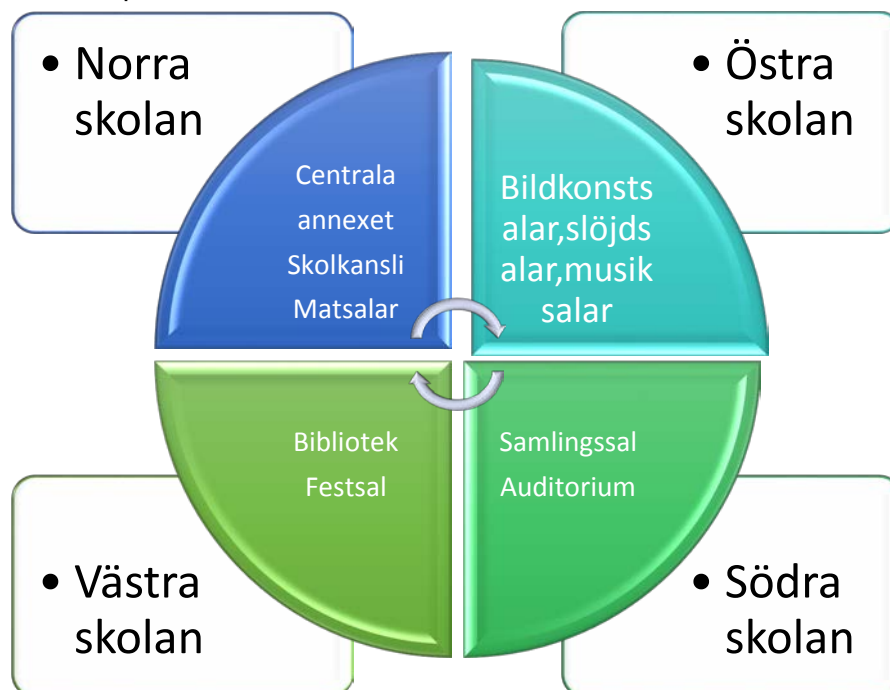 • Norra
skolan
• Östra
skolan
Centrala
annexet
Skolkansli
Matsalar
Bildkonsts
alar,slöjds
alar,musik
salar
Bibliotek
Festsal
Samlingssal
Auditorium
• Västra
skolan
• Södra
skolan